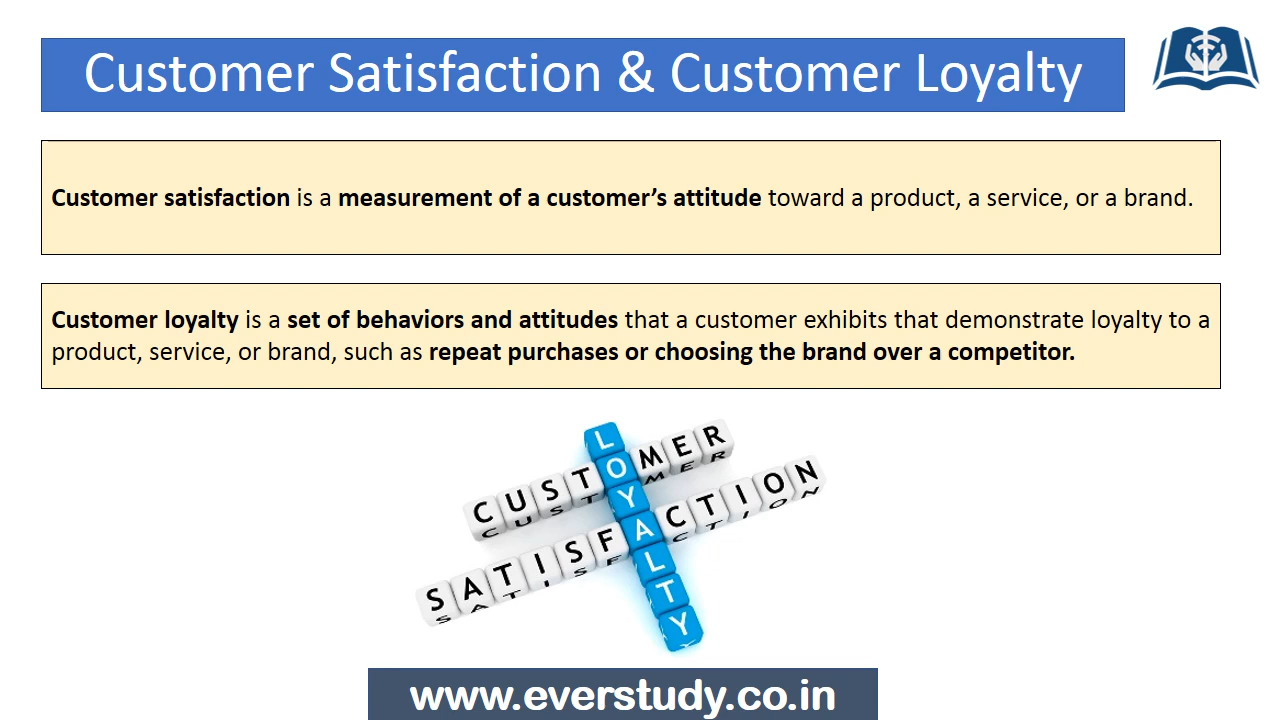 Customer Satisfaction & Customer Loyalty
Customer satisfaction is a measurement of a customer’s attitude toward a product, a service, or a brand.
Customer loyalty is a set of behaviors and attitudes that a customer exhibits that demonstrate loyalty to a
product, service, or brand, such as repeat purchases or choosing the brand over a competitor.
CUSTOMER
SATISFACTION
LOYALTY
www.everstudy.co.in